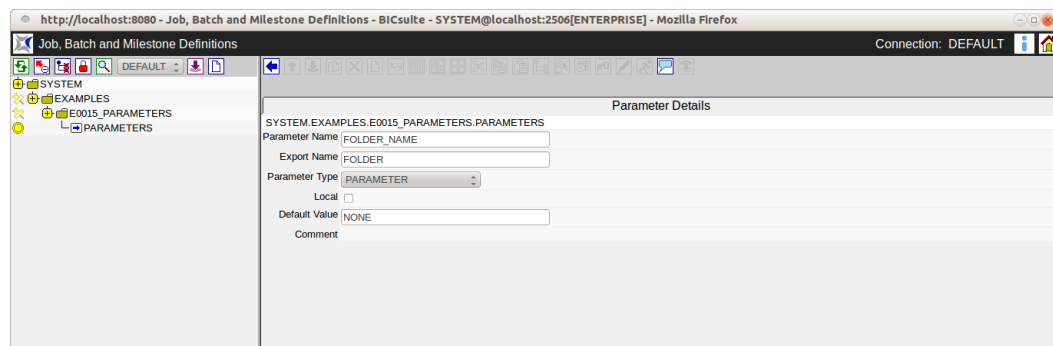 http://localhost:8080 - Job, Batch and Milestone Definitions - BICsuite - SYSTEM@localhost:2506[ENTERPRISE] - Mozilla Firefox
Job, Batch and Milestone Definitions
Connection: DEFAULT
DEFAULT
SYSTEM
EXAMPLES
E0015_PARAMETERS
PARAMETERS
Parameter Details
SYSTEM.EXAMPLES.E0015_PARAMETERS.PARAMETERS
Parameter Name FOLDER_NAME
Export Name FOLDER
Parameter Type PARAMETER
Local
Default Value NONE
Comment